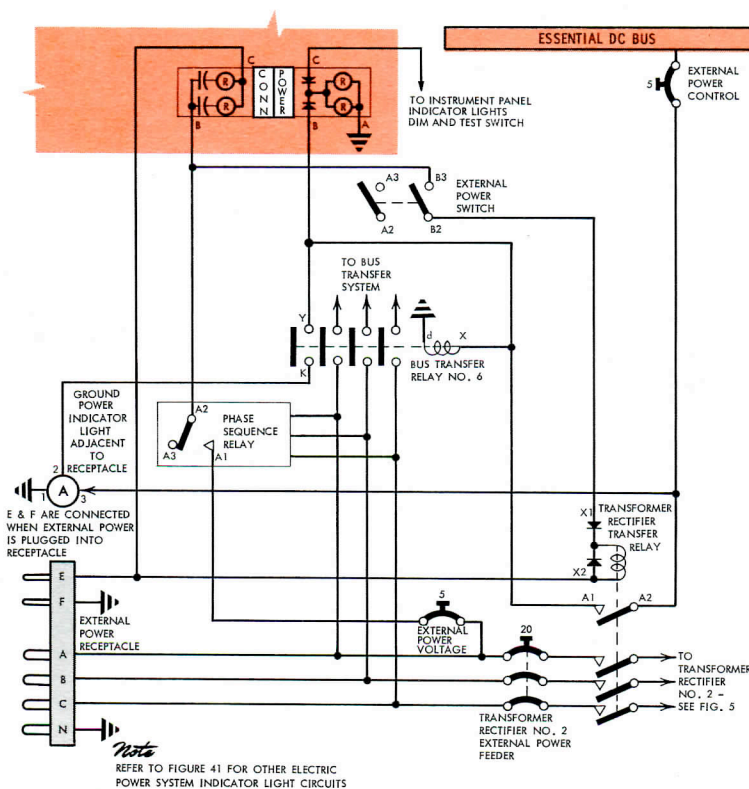 ESSENTIAL DC BUS
C
C
R
R
R
R
CONN
POWER
B
B
A
TO INSTRUMENT PANEL
INDICATOR LIGHTS
DIM AND TEST SWITCH
5
EXTERNAL
POWER
CONTROL
A3
B3
A2
B2
EXTERNAL
POWER
SWITCH
TO BUS
TRANSFER
SYSTEM
Y
K
d
X
BUS TRANSFER
RELAY NO. 6
GROUND
POWER
INDICATOR
LIGHT
ADJACENT
TO
RECEPTACLE
A2
A3
A1
PHASE
SEQUENCE
RELAY
2
1
A
3
E & F ARE CONNECTED
WHEN EXTERNAL POWER
IS PLUGGED INTO
RECEPTACLE
X1
X2
TRANSFORMER
RECTIFIER
TRANSFER
RELAY
A1
A2
E
F
A
B
C
N
EXTERNAL
POWER
RECEPTACLE
5
EXTERNAL
POWER
VOLTAGE
20
TRANSFORMER
RECTIFIER NO. 2
EXTERNAL POWER
FEEDER
TO
TRANSFORMER
RECTIFIER
NO. 2 -
SEE FIG. 5
Note
REFER TO FIGURE 41 FOR OTHER ELECTRIC
POWER SYSTEM INDICATOR LIGHT CIRCUITS